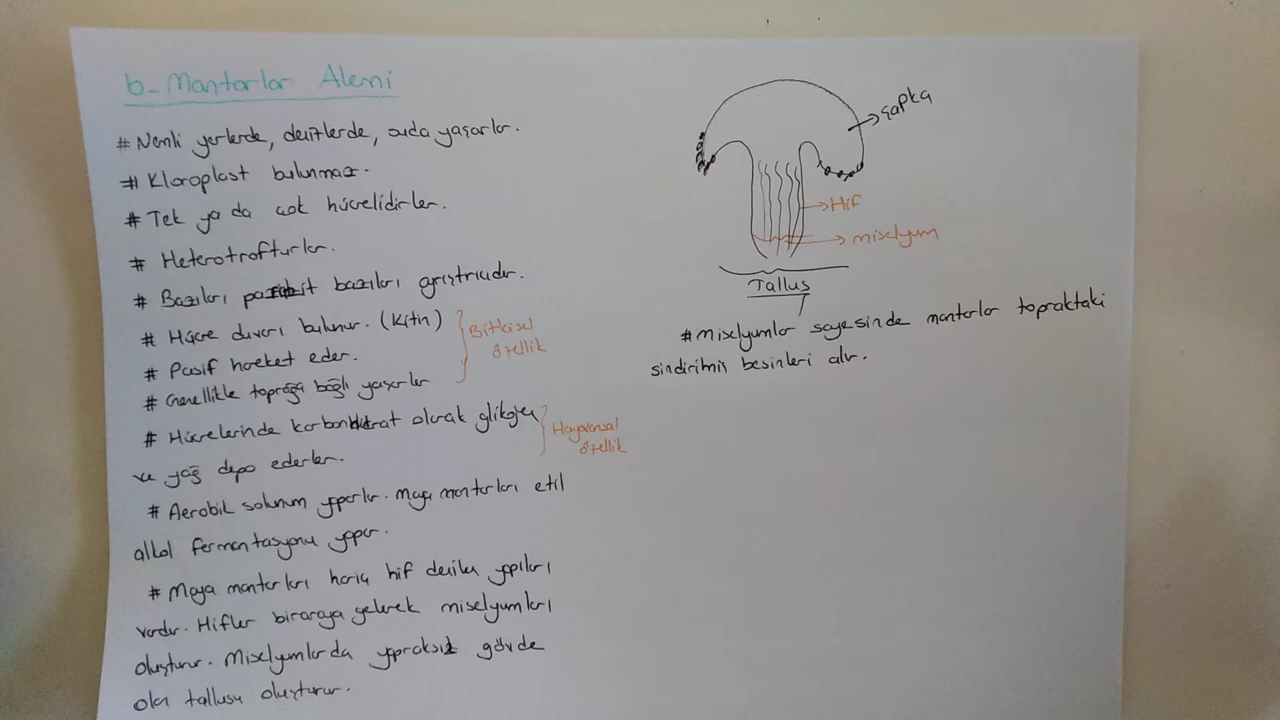 b- Mantarlar Alemi
# Nemli yerlerde, denizlerde, suda yaşarlar.
# Kloroplast bulunmaz.
# Tek ya da çok hücrelidirler.
# Heterotrofturlar.
# Bazıları parazit bazıları ayrıştırıcıdır.
# Hücre duvarı bulunur. (Kitin)
# Pasif hareket eder.
# Genellikle toprağa bağlı yaşarlar
Bitkisel
özellik
# Hücrelerinde karbonhidrat olarak glikojen
ve yağ depo ederler.
Hayvansal
özellik
# Aerobik solunum yaparlar. Maya mantarları etil
alkol fermantasyonu yapar.
# Maya mantarları hariç hif denilen yapıları
vardır. Hifler biraraya gelerek miselyumları
oluşturur. Miselyumlarda yapraksız gövde
olan tallusu oluşturur.
şapka
Hif
miselyum
Tallus
# Miselyumlar sayesinde mantarlar topraktaki
sindirilmiş besinleri alır.